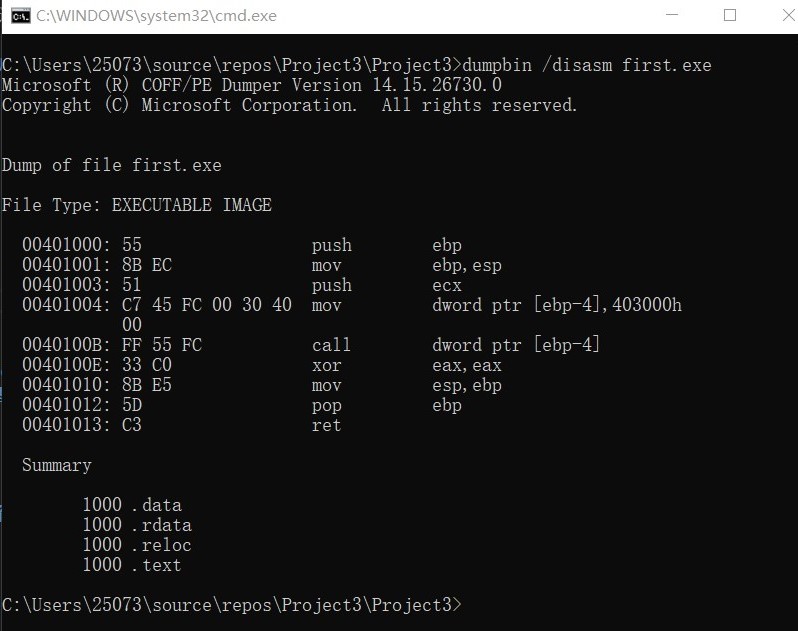 C:\WINDOWS\system32\cmd.exe
C:\Users\25073\source\repos\Project3\Project3>dumpbin /disasm first.exe
Microsoft (R) COFF/PE Dumper Version 14.15.26730.0
Copyright (C) Microsoft Corporation.  All rights reserved.
Dump of file first.exe
File Type: EXECUTABLE IMAGE
  00401000: 55                 push        ebp
  00401001: 8B EC              mov         ebp,esp
  00401003: 51                 push        ecx
  00401004: C7 45 FC 00 30 40  mov         dword ptr [ebp-4],403000h
            00
  0040100B: FF 55 FC           call        dword ptr [ebp-4]
  0040100E: 33 C0              xor         eax,eax
  00401010: 8B E5              mov         esp,ebp
  00401012: 5D                 pop         ebp
  00401013: C3                 ret
  Summary
        1000 .data
        1000 .rdata
        1000 .reloc
        1000 .text
C:\Users\25073\source\repos\Project3\Project3>